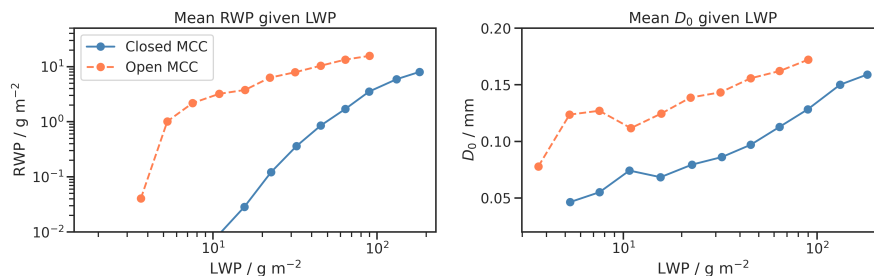 Mean RWP given LWP
Closed MCC
Open MCC
10¹
10⁰
10⁻¹
10⁻²
RWP / g m⁻²
10¹
10²
LWP / g m⁻²
Mean D₀ given LWP
0.20
0.15
0.10
0.05
D₀ / mm
10¹
10²
LWP / g m⁻²